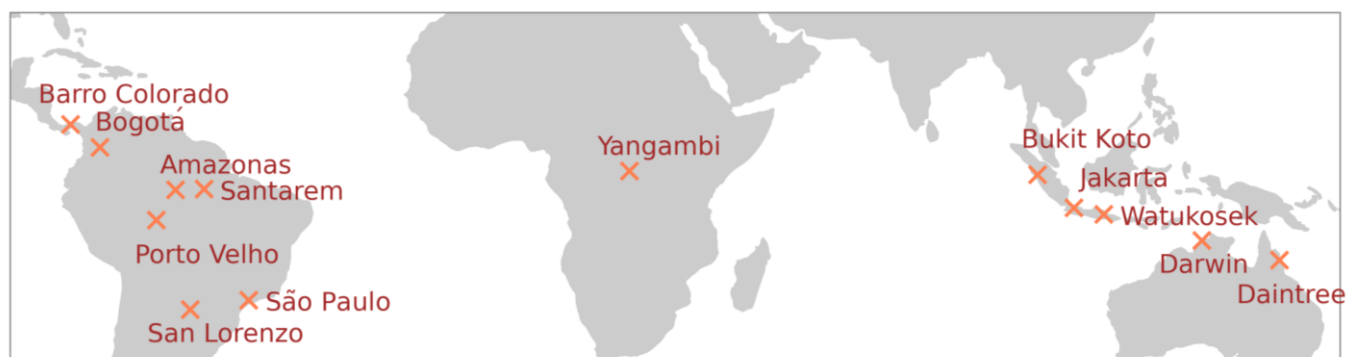 Barro Colorado
Bogotá
Amazonas
Santarem
Porto Velho
São Paulo
San Lorenzo
Yangambi
Bukit Koto
Jakarta
Watukosek
Darwin
Daintree